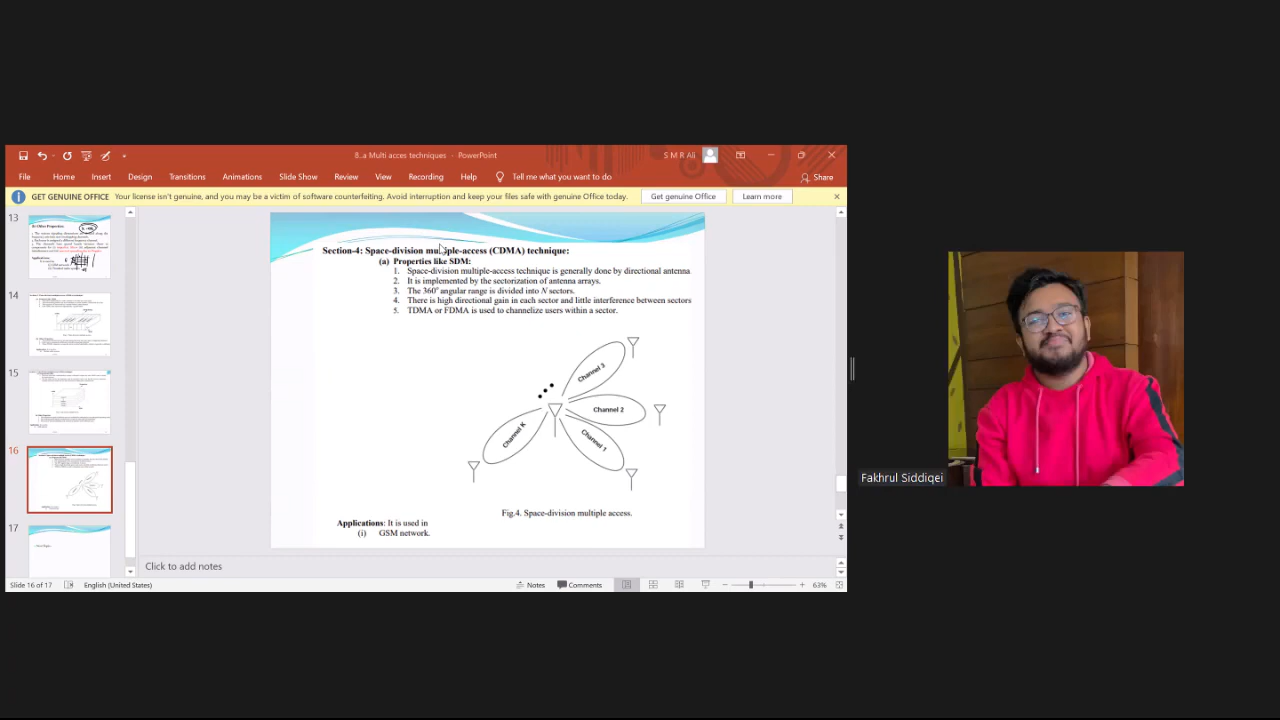 8..a Multi acces techniques - PowerPoint
S M R Ali
File Home Insert Design Transitions Animations Slide Show Review View Recording Help Tell me what you want to do Share
GET GENUINE OFFICE Your license isn't genuine, and you may be a victim of software counterfeiting. Avoid interruption and keep your files safe with genuine Office today. Get genuine Office Learn more
13
14
15
16
17
Section-4: Space-division multiple-access (CDMA) technique:
(a) Properties like SDM:
1. Space-division multiple-access technique is generally done by directional antenna
2. It is implemented by the sectorization of antenna arrays.
3. The 360° angular range is divided into N sectors.
4. There is high directional gain in each sector and little interference between sectors
5. TDMA or FDMA is used to channelize users within a sector.
Channel 3
Channel 2
Channel K
Channel 1
Fig.4. Space-division multiple access.
Applications: It is used in
(i) GSM network.
Fakhrul Siddiqei
Click to add notes
Slide 16 of 17 English (United States) Notes Comments 63%